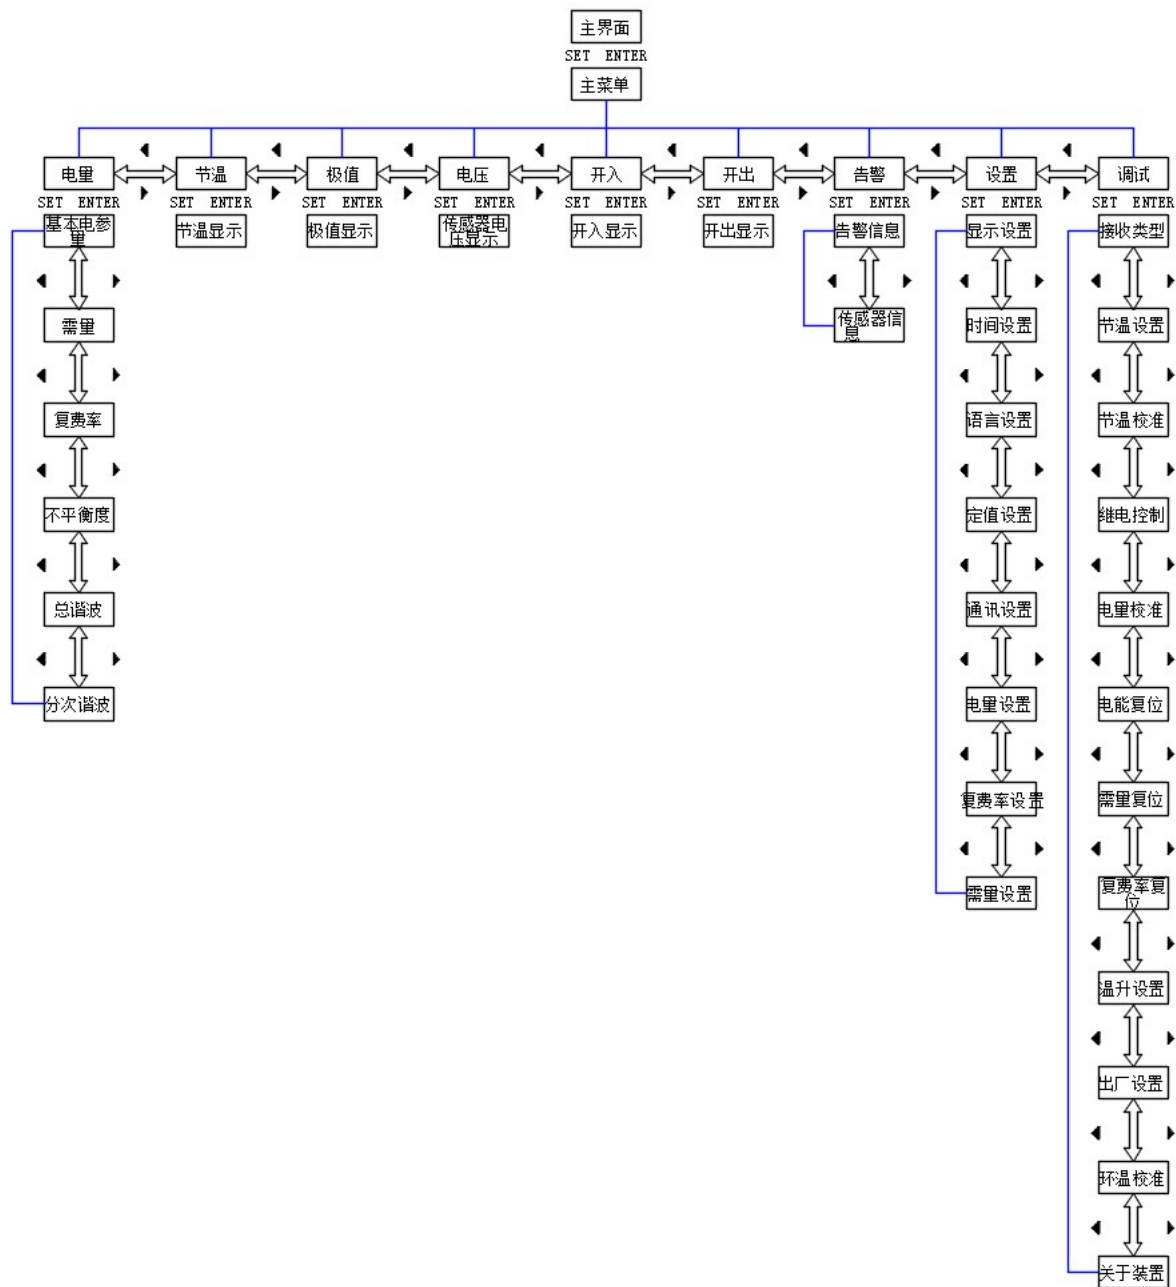 主界面
SET ENTER
主菜单
电量 节温 极值 电压 开入 开出 告警 设置 调试
SET ENTER SET ENTER SET ENTER SET ENTER SET ENTER SET ENTER SET ENTER SET ENTER SET ENTER
基本电参
量
节温显示
极值显示
传感器电
压显示
开入显示
开出显示
告警信息
显示设置
接收类型
需量
传感器信
息
时间设置
节温设置
复费率
语言设置
节温校准
不平衡度
定值设置
继电控制
总谐波
通讯设置
电量校准
分次谐波
电量设置
电能复位
复费率设置
需量复位
需量设置
复费率复
位
温升设置
出厂设置
环温校准
关于装置